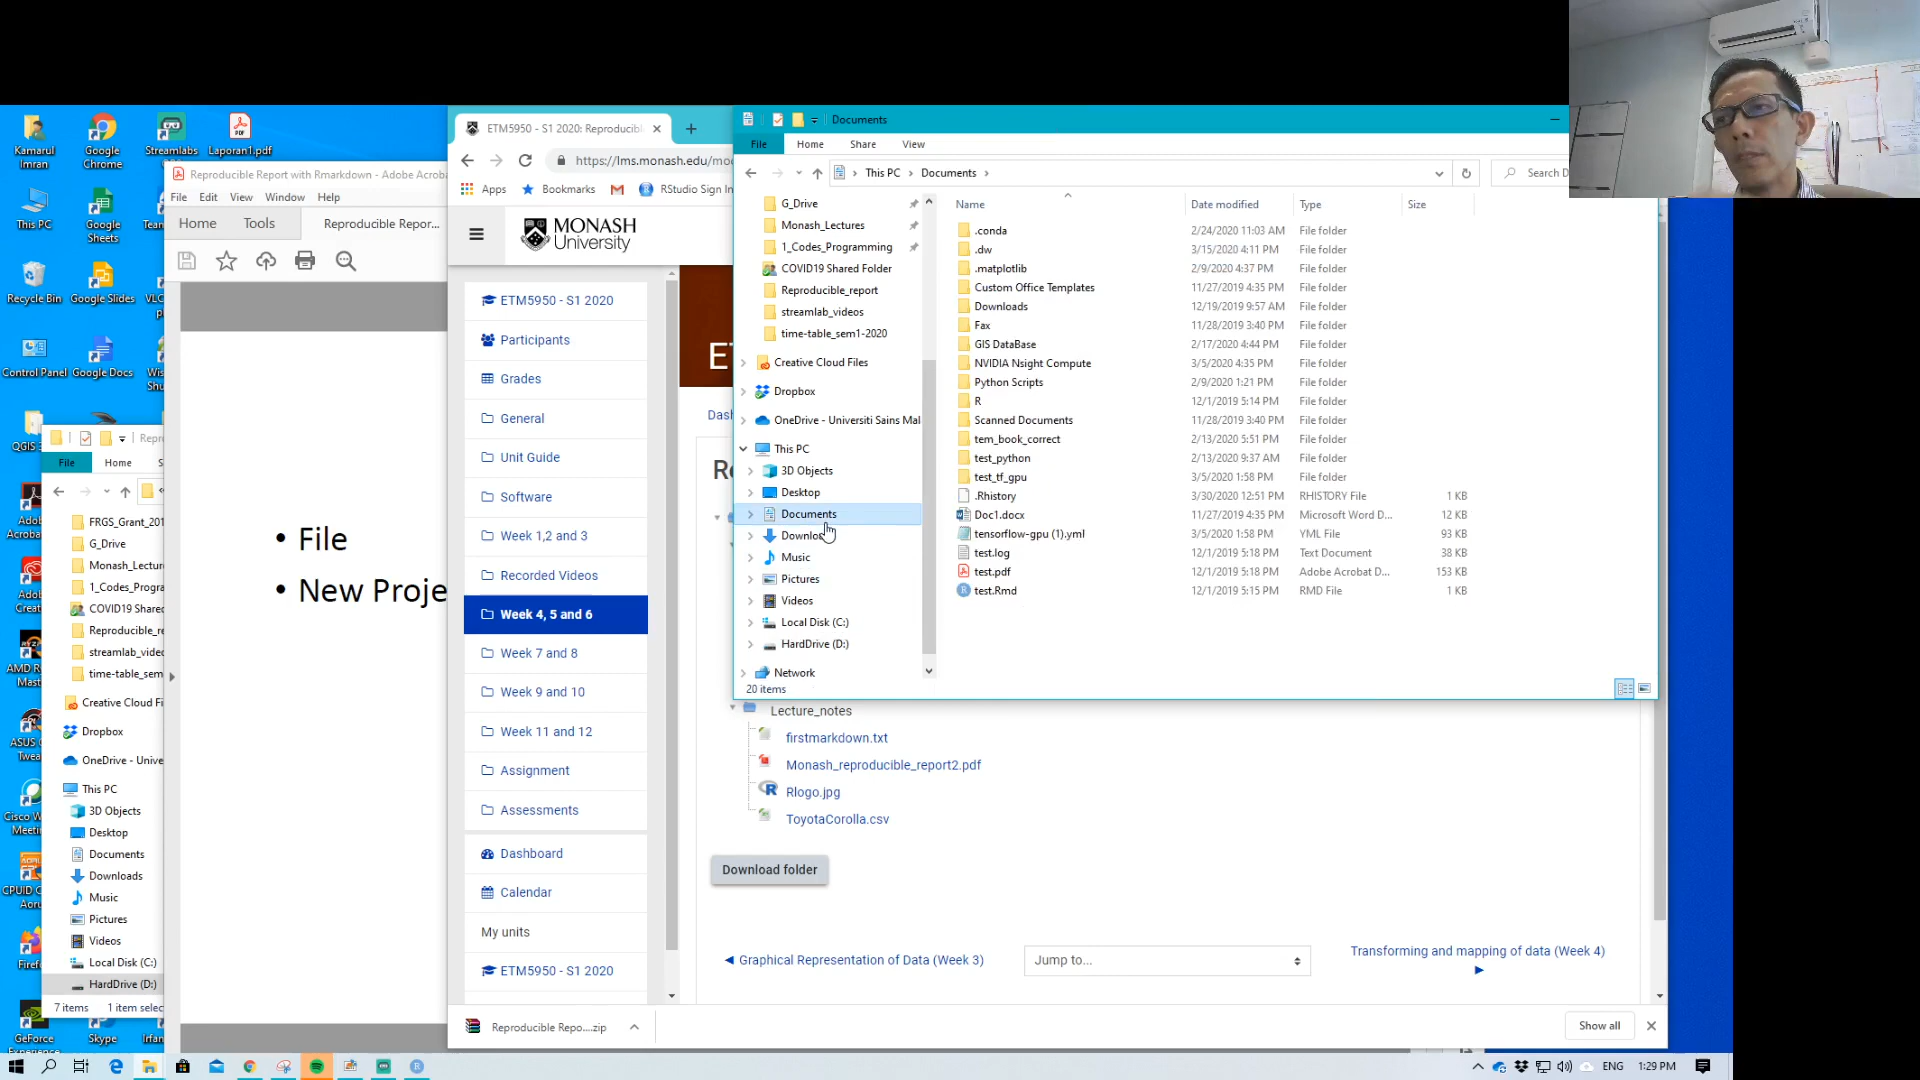 Kamarul
Imran
Google
Chrome
Streamlabs
Laporan1.pdf
This PC
Google
Sheets
Recycle Bin
Google Slides
Control Panel
Google Docs
Reproducible Report with Rmarkdown - Adobe Acroba
File Edit View Window Help
Home Tools Reproducible Repor...
• File
• New Proje
File Home
FRGS_Grant_201
G_Drive
Monash_Lectur
1_Codes_Progra
COVID19 Shared
Reproducible_re
streamlab_video
time-table_sem
Creative Cloud Fi
Dropbox
OneDrive - Unive
This PC
3D Objects
Desktop
Documents
Downloads
Music
Pictures
Videos
Local Disk (C:)
HardDrive (D:)
7 items 1 item selec
GeForce
Skype
ETM5950 - S1 2020: Reproducib
https://lms.monash.edu/mo
Apps Bookmarks RStudio Sign In
MONASH
University
ETM5950 - S1 2020
Participants
Grades
General
Unit Guide
Software
Week 1,2 and 3
Recorded Videos
Week 4, 5 and 6
Week 7 and 8
Week 9 and 10
Week 11 and 12
Assignment
Assessments
Dashboard
Calendar
My units
ETM5950 - S1 2020
Documents
File Home Share View
This PC › Documents ›
Search D
G_Drive
Monash_Lectures
1_Codes_Programming
COVID19 Shared Folder
Reproducible_report
streamlab_videos
time-table_sem1-2020
Creative Cloud Files
Dropbox
OneDrive - Universiti Sains Mal
This PC
3D Objects
Desktop
Documents
Downloa
Music
Pictures
Videos
Local Disk (C:)
HardDrive (D:)
Network
20 items
Name Date modified Type Size
.conda 2/24/2020 11:03 AM File folder
.dw 3/15/2020 4:11 PM File folder
.matplotlib 2/9/2020 4:37 PM File folder
Custom Office Templates 11/27/2019 4:35 PM File folder
Downloads 12/19/2019 9:57 AM File folder
Fax 11/28/2019 3:40 PM File folder
GIS DataBase 2/17/2020 4:44 PM File folder
NVIDIA Nsight Compute 3/5/2020 4:35 PM File folder
Python Scripts 2/9/2020 1:21 PM File folder
R 12/1/2019 5:14 PM File folder
Scanned Documents 11/28/2019 3:40 PM File folder
tem_book_correct 2/13/2020 5:51 PM File folder
test_python 2/13/2020 9:37 AM File folder
test_tf_gpu 3/5/2020 1:58 PM File folder
.Rhistory 3/30/2020 12:51 PM RHISTORY File 1 KB
Doc1.docx 11/27/2019 4:35 PM Microsoft Word D... 12 KB
tensorflow-gpu (1).yml 3/5/2020 1:58 PM YML File 93 KB
test.log 12/1/2019 5:18 PM Text Document 38 KB
test.pdf 12/1/2019 5:18 PM Adobe Acrobat D... 153 KB
test.Rmd 12/1/2019 5:15 PM RMD File 1 KB
Lecture_notes
firstmarkdown.txt
Monash_reproducible_report2.pdf
Rlogo.jpg
ToyotaCorolla.csv
Download folder
◀ Graphical Representation of Data (Week 3)
Jump to...
Transforming and mapping of data (Week 4)
▶
Reproducible Repo....zip
Show all
ENG 1:29 PM